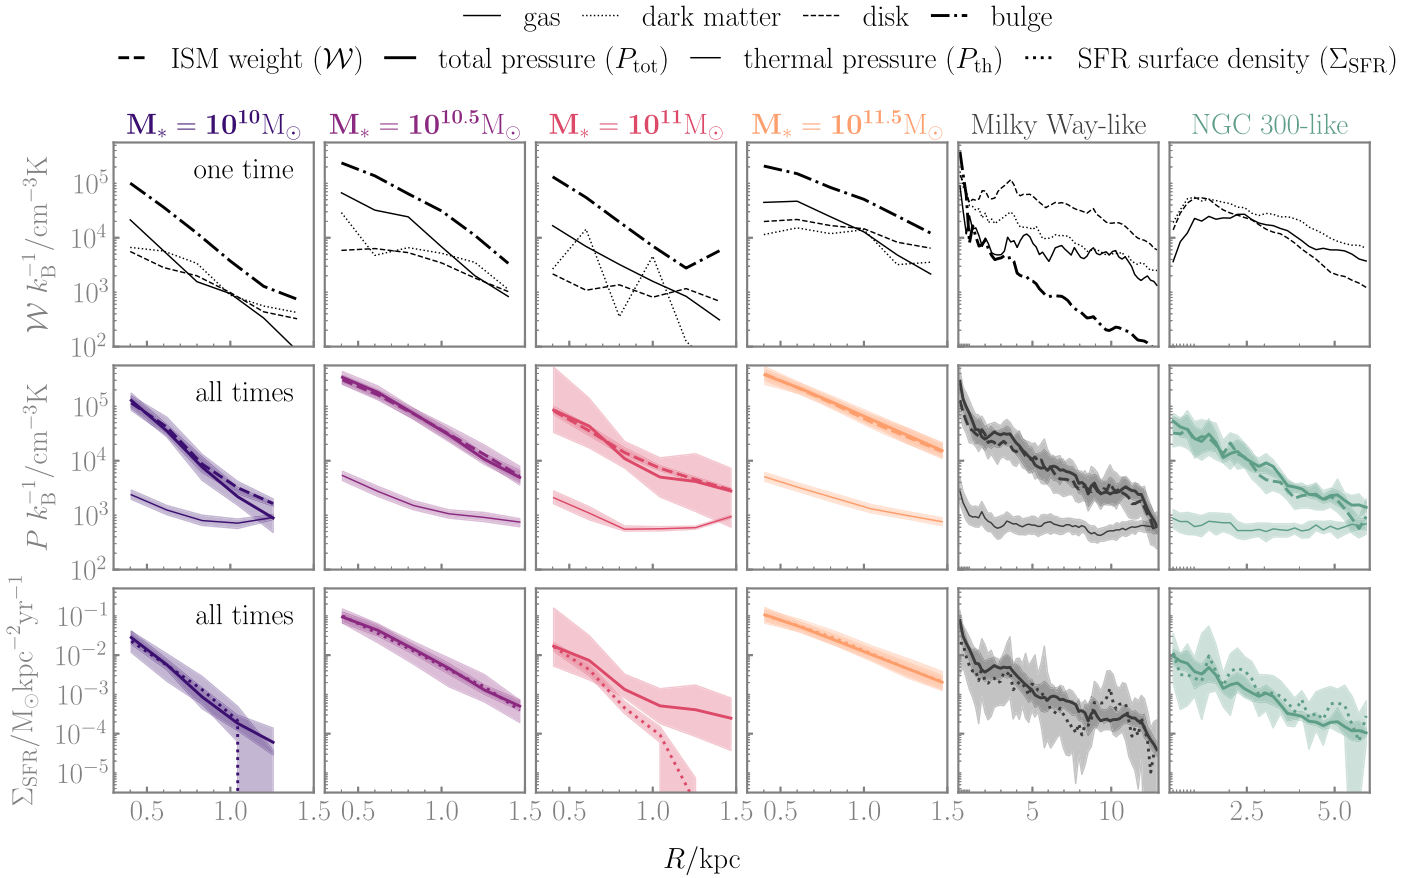 gas dark matter disk bulge
ISM weight (𝒲) total pressure (P_tot) thermal pressure (P_th) SFR surface density (Σ_SFR)
M_* = 10^10 M_⊙ M_* = 10^10.5 M_⊙ M_* = 10^11 M_⊙ M_* = 10^11.5 M_⊙ Milky Way-like NGC 300-like
𝒲 k_B^−1/cm^−3K
one time
10^5
10^4
10^3
10^2
P k_B^−1/cm^−3K
all times
10^5
10^4
10^3
10^2
Σ_SFR/M_⊙kpc^−2yr^−1
all times
10^−1
10^−2
10^−3
10^−4
10^−5
0.5 1.0 1.5 0.5 1.0 1.5 0.5 1.0 1.5 0.5 1.0 1.5 5 10 2.5 5.0
R/kpc